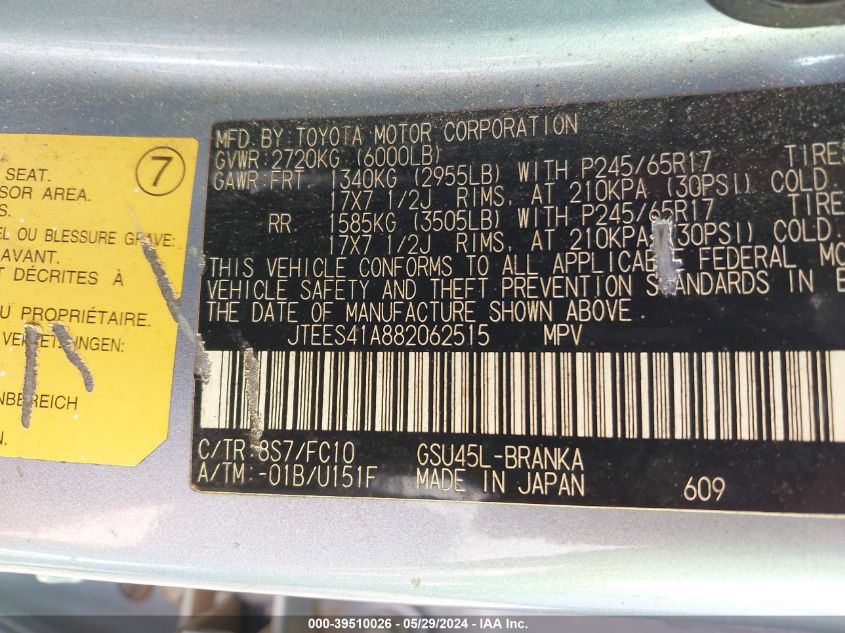 7
SEAT.
SOR AREA.
S.
EL OU BLESSURE GRAVE:
L'AVANT.
T DÉCRITES À
U PROPRIÉTAIRE.
VERLETZUNGEN:
NBEREICH
N.
MFD. BY TOYOTA MOTOR CORPORATION
GVWR 2720KG (6000LB)
GAWR FRT. 1340KG (2955LB) WITH P245/65R17 TIRES
17X7 1/2J RIMS, AT 210KPA (30PSI) COLD.
RR. 1585KG (3505LB) WITH P245/65R17 TIRE
17X7 1/2J RIMS, AT 210KPA (30PSI) COLD.
THIS VEHICLE CONFORMS TO ALL APPLICABLE FEDERAL MO
VEHICLE SAFETY AND THEFT PREVENTION STANDARDS IN E
THE DATE OF MANUFACTURE SHOWN ABOVE.
JTEES41A882062515 MPV
C/TR: 8S7/FC10 GSU45L-BRANKA
A/TM: -01B/U151F MADE IN JAPAN 609
000-39510026 - 05/29/2024 - IAA Inc.